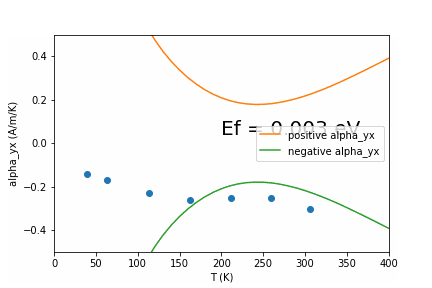 0.4
0.2
0.0
−0.2
−0.4
alpha_yx (A/m/K)
Ef = 0.003 eV
positive alpha_yx
negative alpha_yx
0 50 100 150 200 250 300 350 400
T (K)